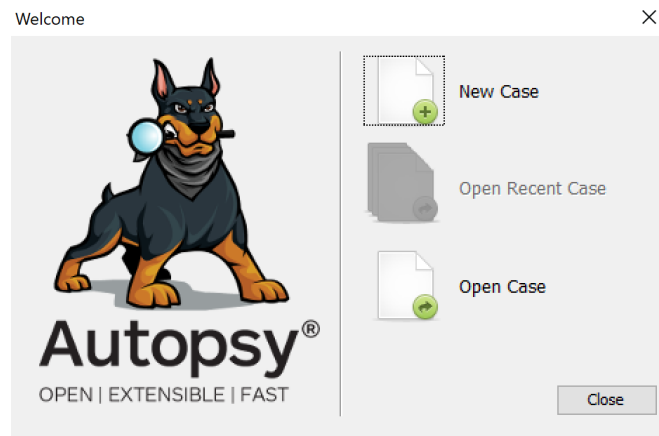 Welcome
New Case
Open Recent Case
Open Case
Autopsy®
OPEN | EXTENSIBLE | FAST
Close